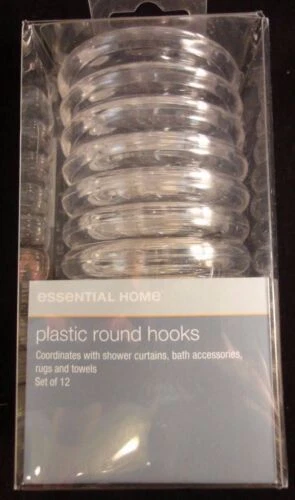 essential home
plastic round hooks
Coordinates with shower curtains, bath accessories,
rugs and towels
Set of 12